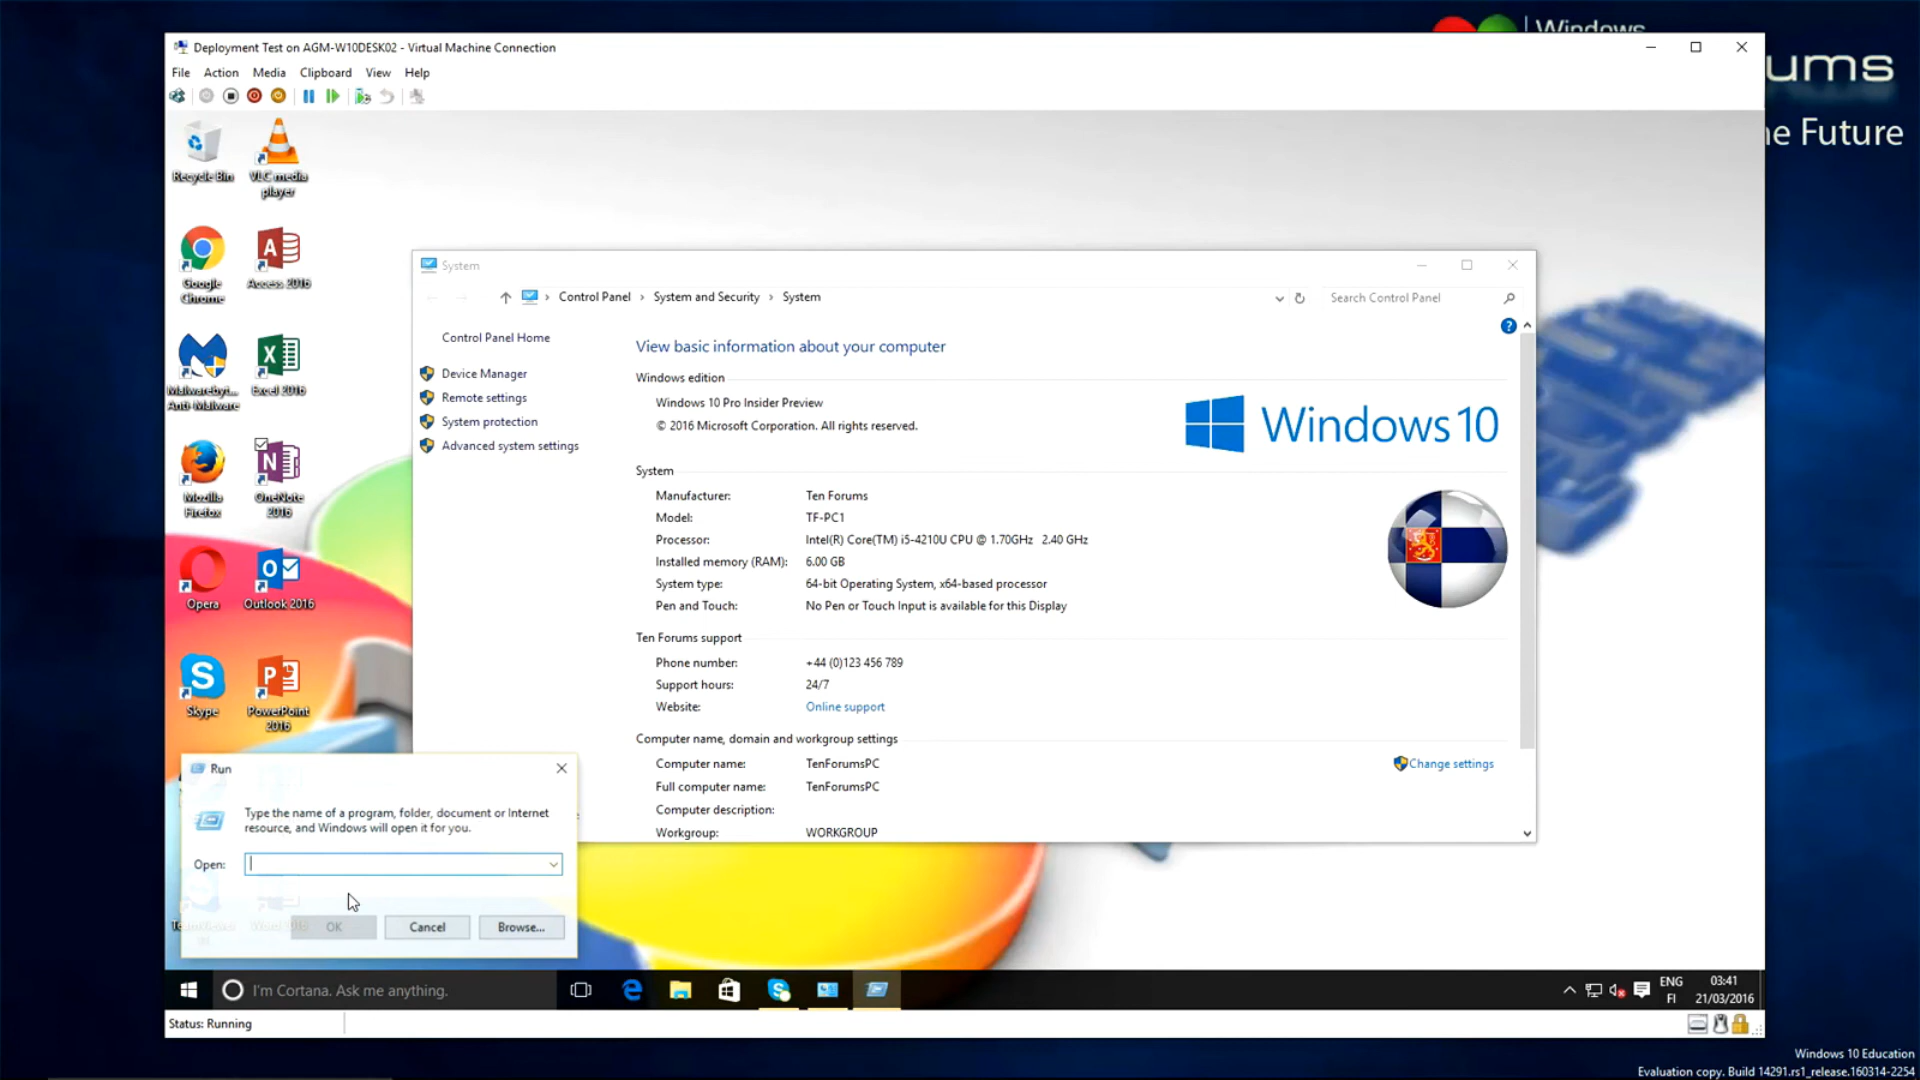 Windows
ums
ne Future
Deployment Test on AGM-W10DESK02 - Virtual Machine Connection
File Action Media Clipboard View Help
Recycle Bin
VLC media
player
Google
Chrome
Access 2016
Malwarebyt...
Anti-Malware
Excel 2016
Mozilla
Firefox
OneNote
2016
Opera
Outlook 2016
Skype
PowerPoint
2016
System
Control Panel › System and Security › System
Search Control Panel
Control Panel Home
Device Manager
Remote settings
System protection
Advanced system settings
View basic information about your computer
Windows edition
Windows 10 Pro Insider Preview
© 2016 Microsoft Corporation. All rights reserved.
Windows 10
System
Manufacturer: Ten Forums
Model: TF-PC1
Processor: Intel(R) Core(TM) i5-4210U CPU @ 1.70GHz 2.40 GHz
Installed memory (RAM): 6.00 GB
System type: 64-bit Operating System, x64-based processor
Pen and Touch: No Pen or Touch Input is available for this Display
Ten Forums support
Phone number: +44 (0)123 456 789
Support hours: 24/7
Website: Online support
Computer name, domain and workgroup settings
Computer name: TenForumsPC
Change settings
Full computer name: TenForumsPC
Computer description:
Workgroup: WORKGROUP
Run
Type the name of a program, folder, document or Internet
resource, and Windows will open it for you.
Open:
OK Cancel Browse...
Word 2016
I'm Cortana. Ask me anything.
ENG
FI
03:41
21/03/2016
Status: Running
Windows 10 Education
Evaluation copy. Build 14291.rs1_release.160314-2254